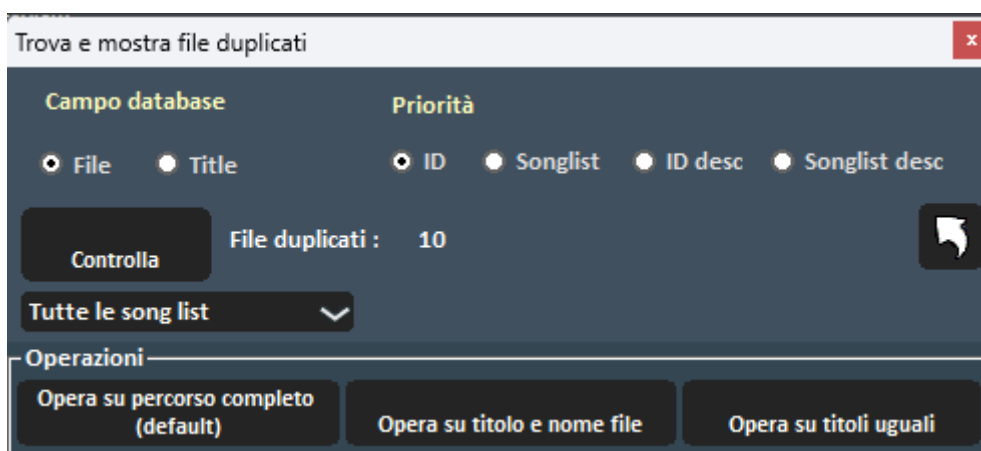 Trova e mostra file duplicati
x
Campo database
Priorità
File Title
ID Songlist ID desc Songlist desc
Controlla
File duplicati : 10
Tutte le song list
Operazioni
Opera su percorso completo
(default)
Opera su titolo e nome file
Opera su titoli uguali